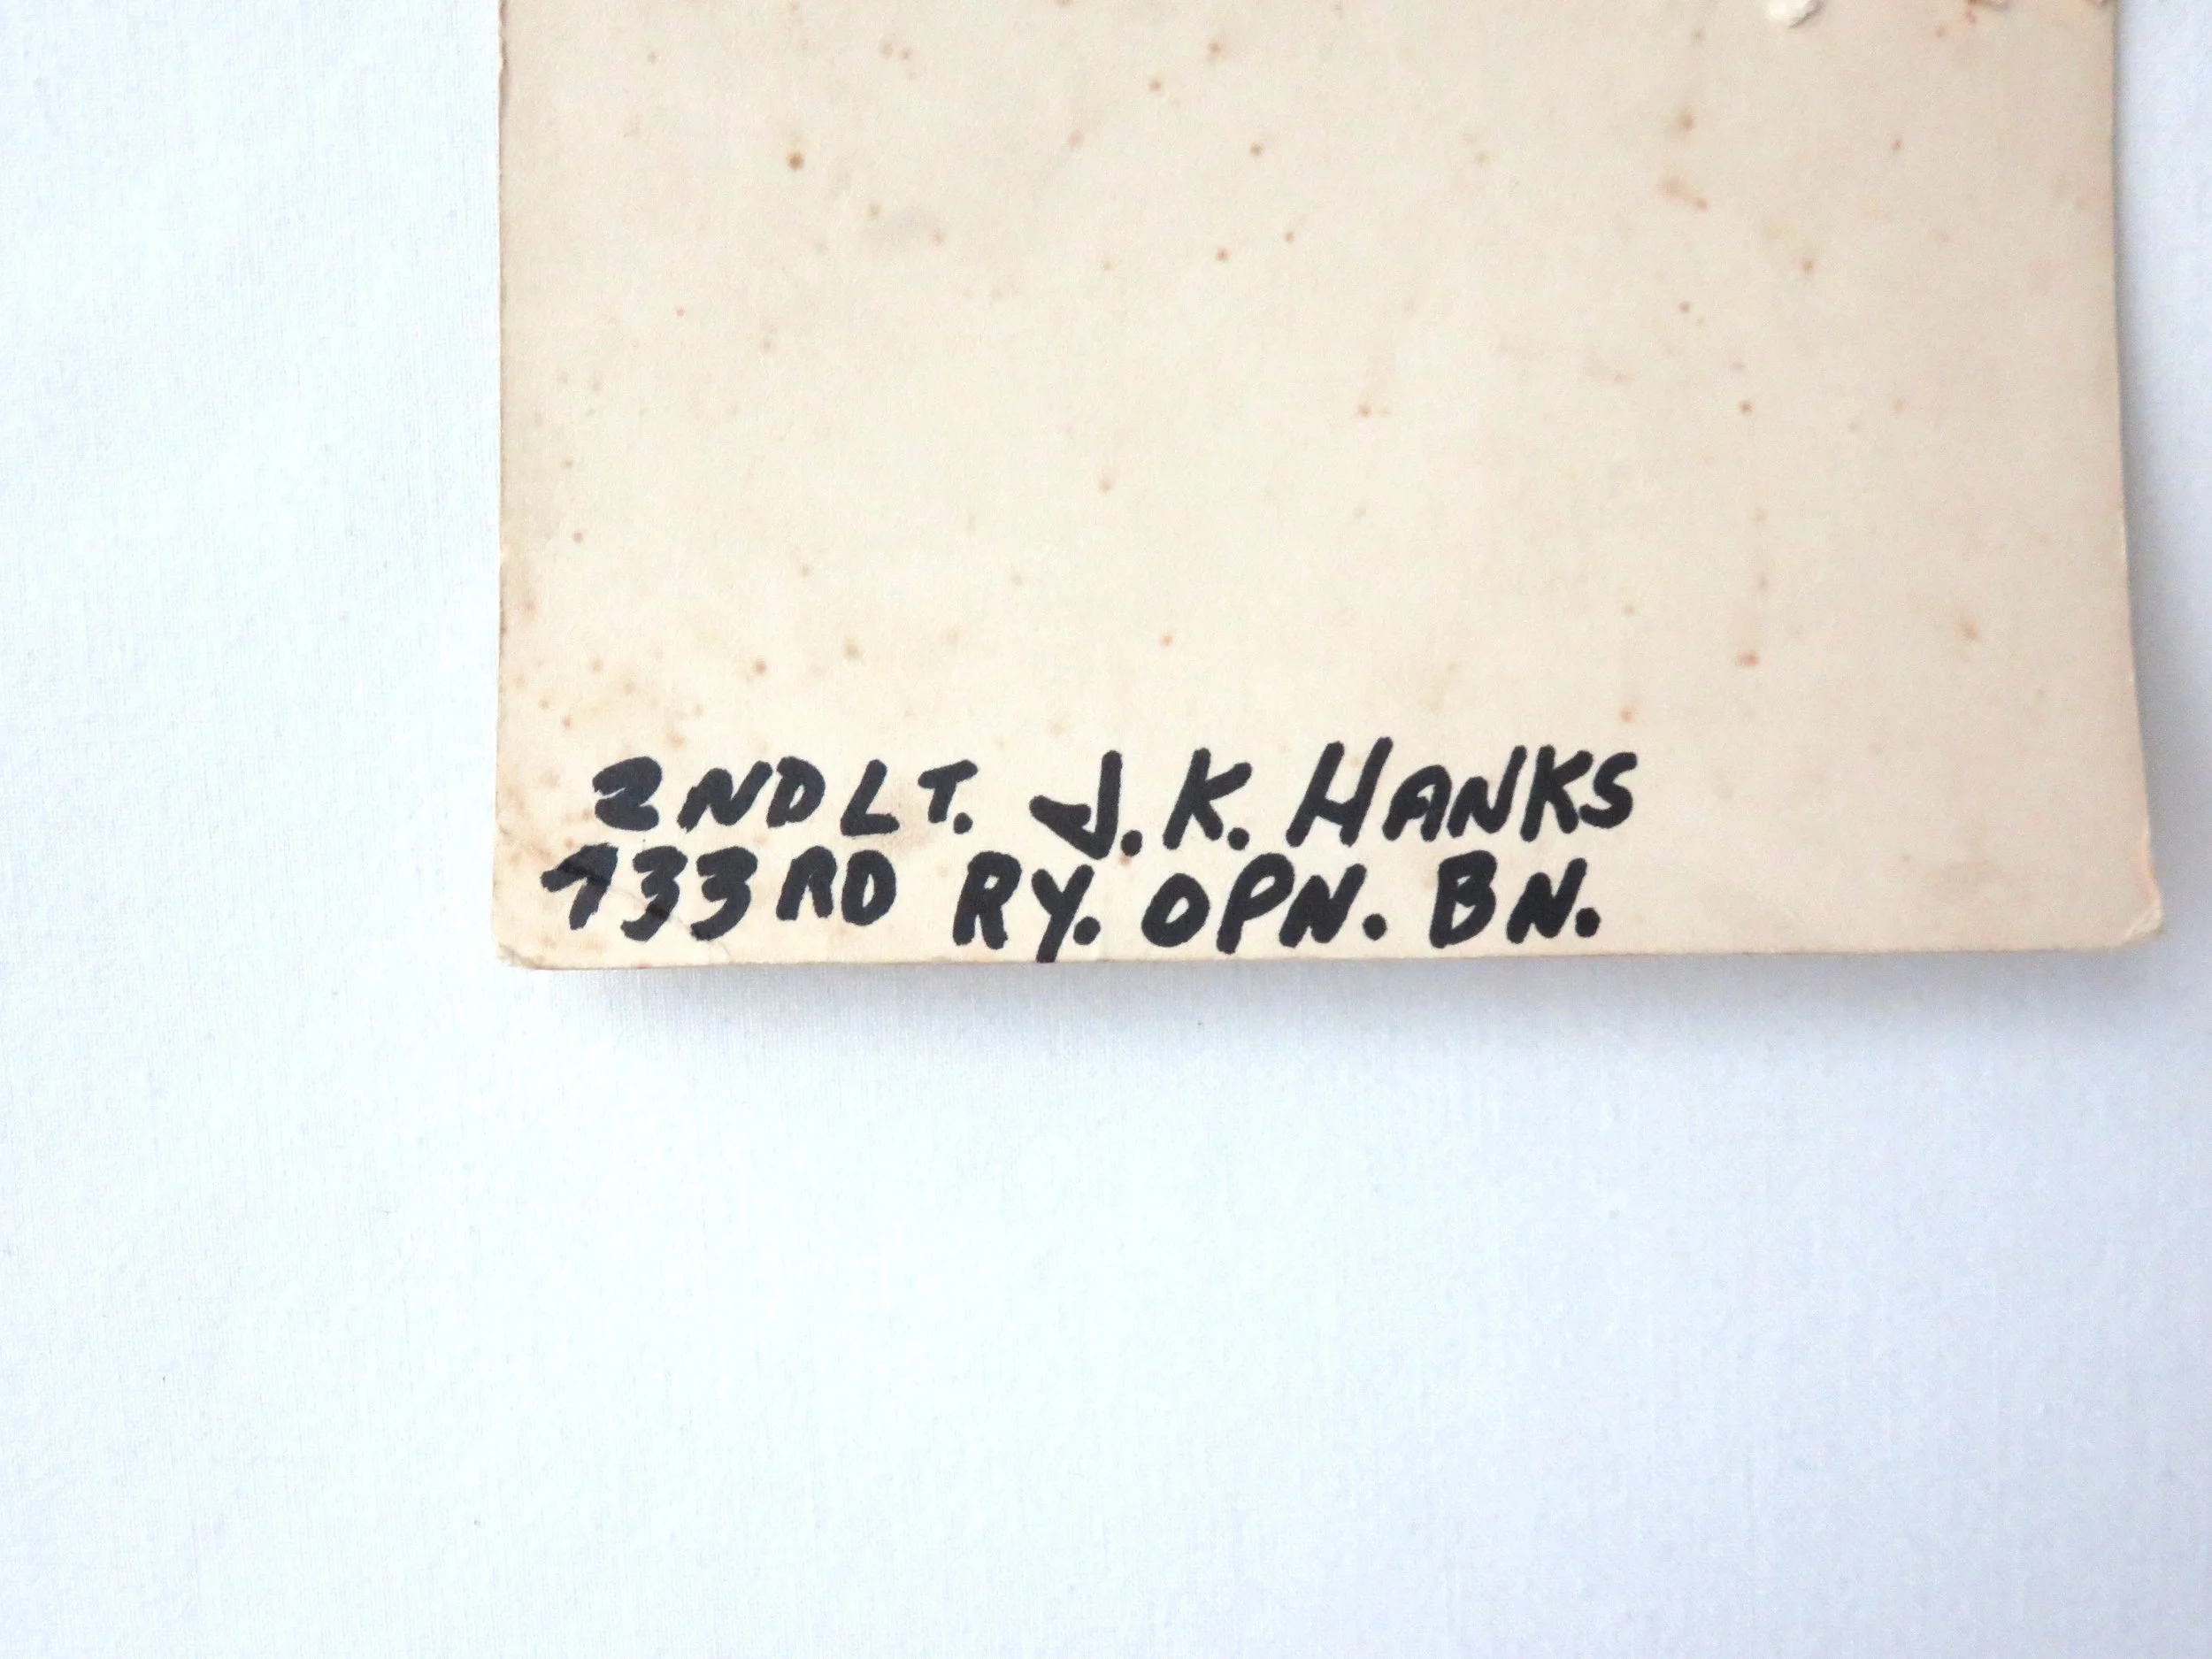 2ND LT. J.K. HANKS
733RD RY. OPN. BN.